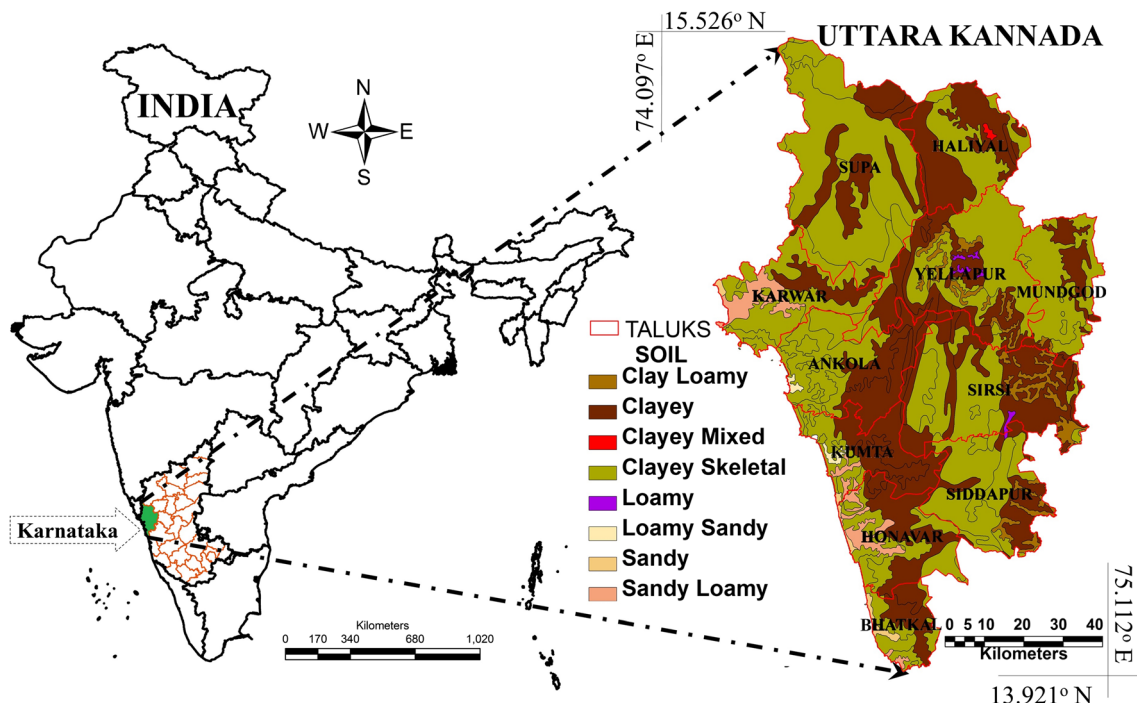 15.526° N
74.097° E
UTTARA KANNADA
INDIA
N
W E
S
HALIYAL
SUPA
YELLAPUR
MUNDGOD
KARWAR
ANKOLA
SIRSI
KUMTA
SIDDAPUR
HONAVAR
BHATKAL
TALUKS
SOIL
Clay Loamy
Clayey
Clayey Mixed
Clayey Skeletal
Loamy
Loamy Sandy
Sandy
Sandy Loamy
Karnataka
Kilometers
0 170 340 680 1,020
0 5 10 20 30 40
Kilometers
75.112° E
13.921° N